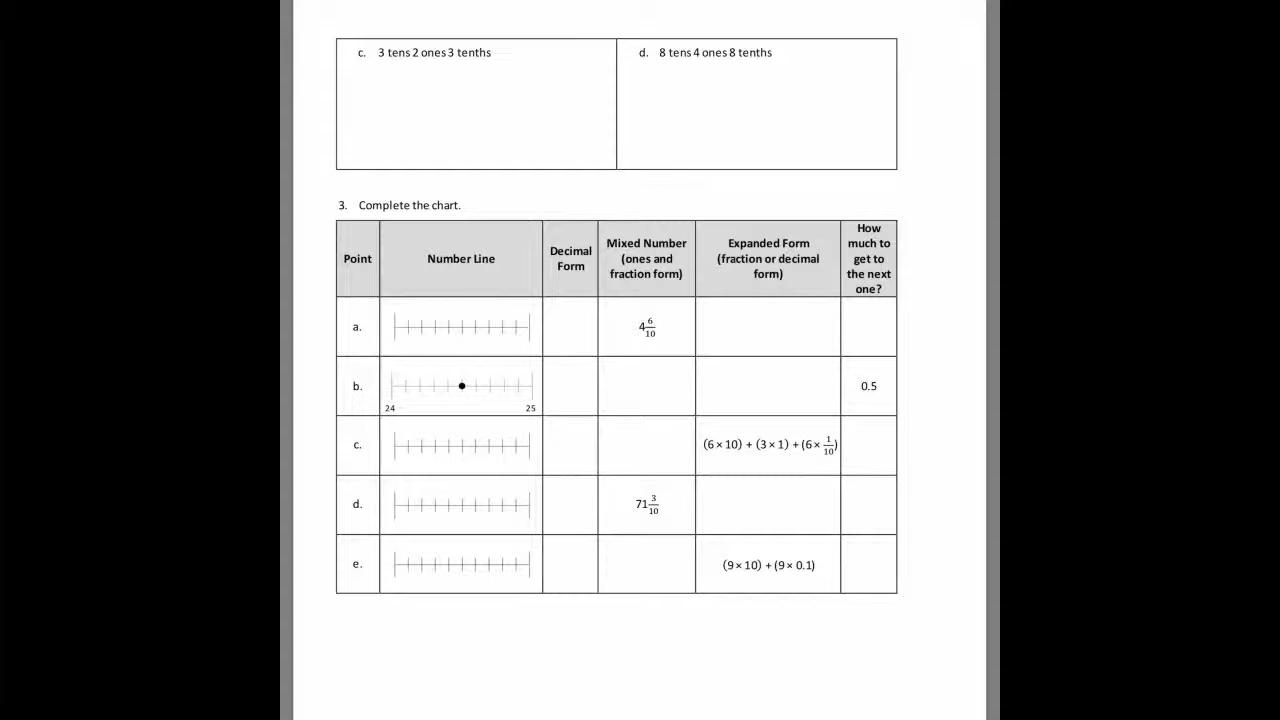 c. 3 tens 2 ones 3 tenths
d. 8 tens 4 ones 8 tenths
3. Complete the chart.
Point
Number Line
Decimal
Form
Mixed Number
(ones and
fraction form)
Expanded Form
(fraction or decimal
form)
How
much to
get to
the next
one?
a.
4 6/10
b.
24
25
0.5
c.
(6 × 10) + (3 × 1) + (6 × 1/10)
d.
71 3/10
e.
(9 × 10) + (9 × 0.1)